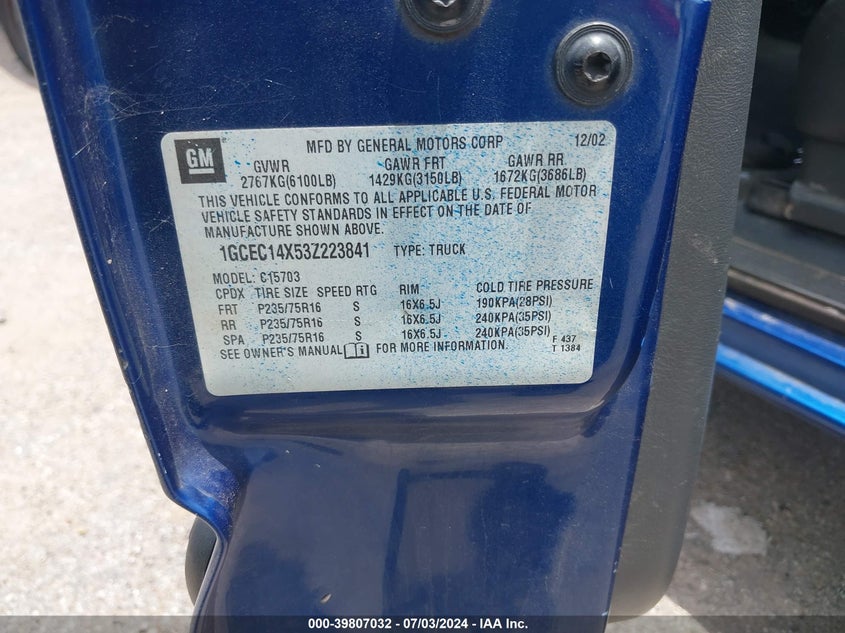 GM
MFD BY GENERAL MOTORS CORP 12/02
GVWR GAWR FRT GAWR RR
2767KG(6100LB) 1429KG(3150LB) 1672KG(3686LB)
THIS VEHICLE CONFORMS TO ALL APPLICABLE U.S. FEDERAL MOTOR
VEHICLE SAFETY STANDARDS IN EFFECT ON THE DATE OF
MANUFACTURE SHOWN ABOVE.
1GCEC14X53Z223841 TYPE: TRUCK
MODEL: C15703
CPDX TIRE SIZE SPEED RTG RIM COLD TIRE PRESSURE
FRT P235/75R16 S 16X6.5J 190KPA(28PSI)
RR P235/75R16 S 16X6.5J 240KPA(35PSI)
SPA P235/75R16 S 16X6.5J 240KPA(35PSI)
SEE OWNER'S MANUAL FOR MORE INFORMATION.
F 437
T 1384
000-39807032 - 07/03/2024 - IAA Inc.